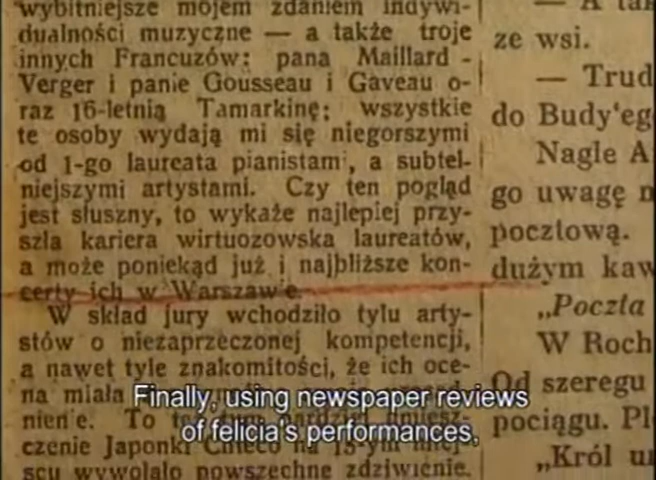 wybitniejsze mojem zdaniem indywi-
dualności muzyczne — a także troje
innych Francuzów: pana Maillard -
Verger i panie Gousseau i Gaveau o-
raz 16-letnią Tamarkinę; wszystkie
te osoby wydają mi się niegorszymi
od 1-go laureata pianistami, a subtel-
niejszymi artystami. Czy ten pogląd
jest słuszny, to wykaże najlepiej przy-
szła kariera wirtuozowska laureatów,
a może poniekąd już i najbliższe kon-
certy ich w Warszawie.
W skład jury wchodziło tylu arty-
stów o niezaprzeczonej kompetencji,
a nawet tyle znakomitości, że ich oce-
na miała
nienie. To
czenie Japonki Chieco na 15-ym miej-
scu wywołało powszechne zdziwienie.
— A tak
ze wsi.
— Trud
do Budy'eg
Nagle A
go uwagę n
pocztową.
dużym kaw
„Poczta
W Roch
Od szeregu
pociągu. Pl
„Król u
Finally, using newspaper reviews
of felicia's performances,